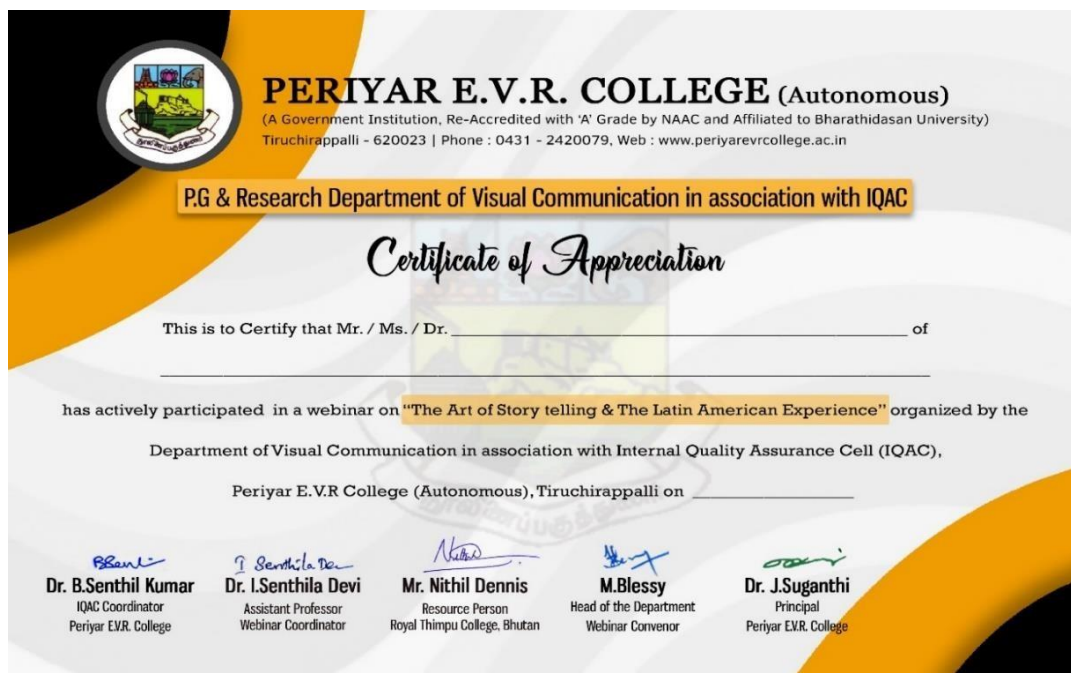 PERIYAR E.V.R. COLLEGE (Autonomous)
(A Government Institution, Re-Accredited with ‘A’ Grade by NAAC and Affiliated to Bharathidasan University)
Tiruchirappalli - 620023 | Phone : 0431 - 2420079, Web : www.periyarevrcollege.ac.in
P.G & Research Department of Visual Communication in association with IQAC
Certificate of Appreciation
This is to Certify that Mr. / Ms. / Dr. of
has actively participated in a webinar on “The Art of Story telling & The Latin American Experience” organized by the
Department of Visual Communication in association with Internal Quality Assurance Cell (IQAC),
Periyar E.V.R College (Autonomous), Tiruchirappalli on
I Senthila Dev
Dr. B.Senthil Kumar
IQAC Coordinator
Periyar E.V.R. College
Dr. I.Senthila Devi
Assistant Professor
Webinar Coordinator
Mr. Nithil Dennis
Resource Person
Royal Thimpu College, Bhutan
M.Blessy
Head of the Department
Webinar Convenor
Dr. J.Suganthi
Principal
Periyar E.V.R. College